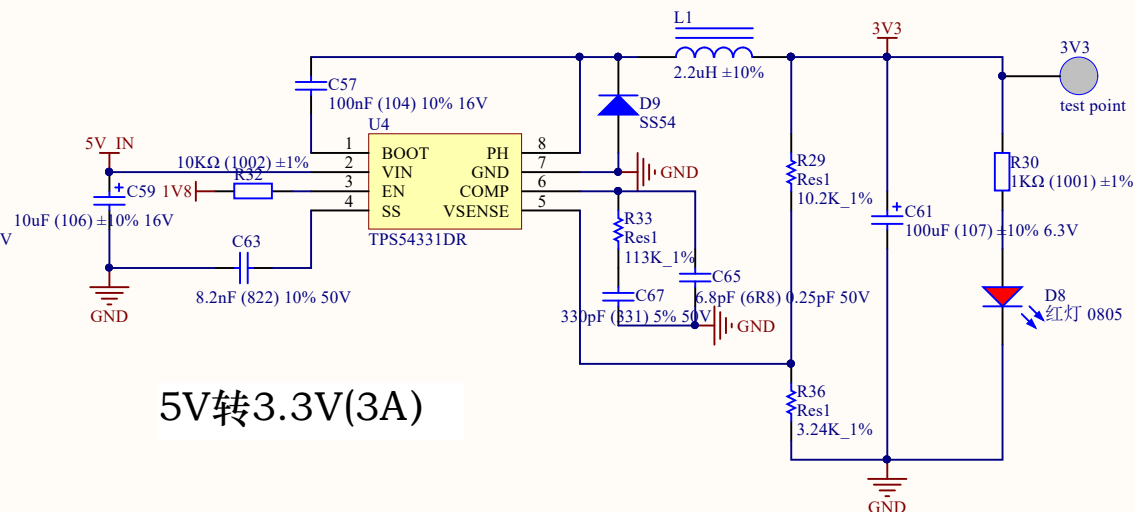 L1
2.2uH ±10%
3V3
3V3
test point
C57
100nF (104) 10% 16V
D9
SS54
U4
5V_IN
10KΩ (1002) ±1%
R32
1V8
C59
10uF (106) ±10% 16V
V
1 BOOT PH 8
2 VIN GND 7
3 EN COMP 6
4 SS VSENSE 5
TPS54331DR
GND
R29
Res1
10.2K_1%
R30
1KΩ (1001) ±1%
R33
Res1
113K_1%
C61
100uF (107) ±10% 6.3V
C63
8.2nF (822) 10% 50V
GND
C65
6.8pF (6R8) 0.25pF 50V
C67
330pF (331) 5% 50V
GND
D8
红灯 0805
R36
Res1
3.24K_1%
GND
5V转3.3V(3A)